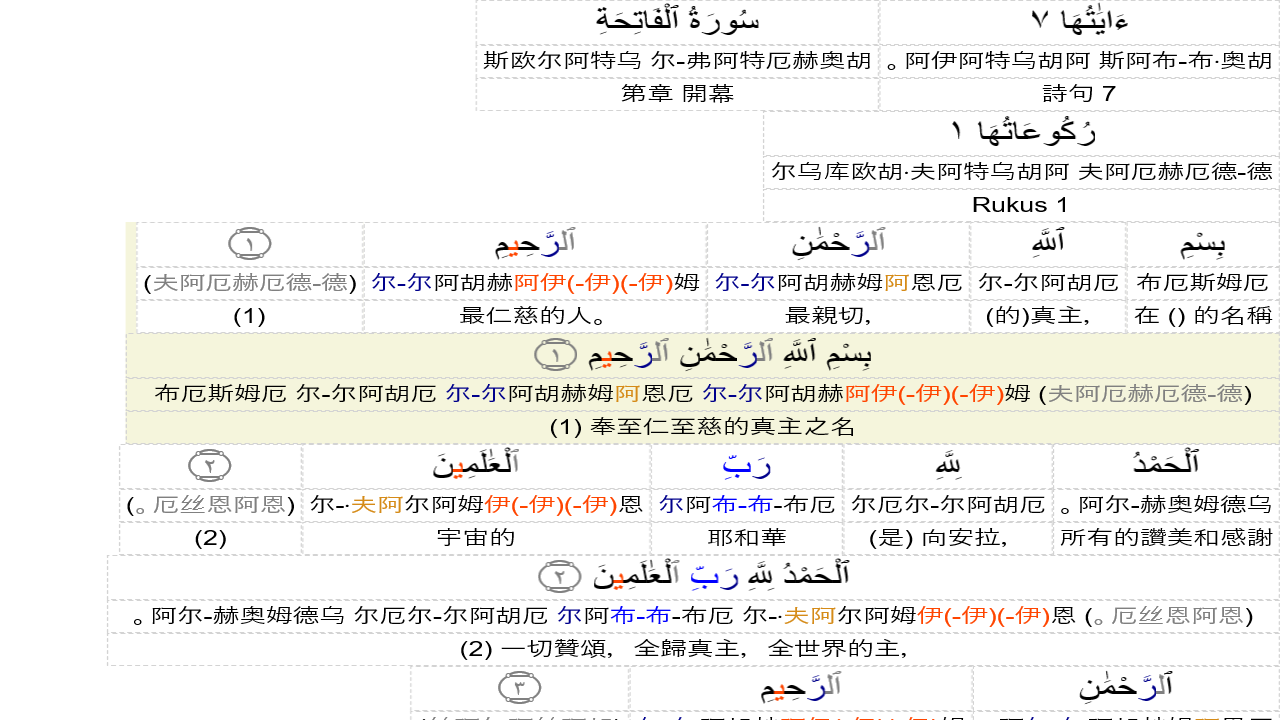 سُورَةُ ٱلْفَاتِحَةِ ءَايَٰتُهَا ٧
斯欧尔阿特乌 尔-弗阿特厄赫奥胡 。阿伊阿特乌胡阿 斯阿布-布·奥胡
第章 開幕 詩句 7
رُكُوعَاتُهَا ١
尔乌库欧胡·夫阿特乌胡阿 夫阿厄赫厄德-德
Rukus 1
بِسْمِ ٱللَّهِ ٱلرَّحْمَٰنِ ٱلرَّحِيمِ ١
(夫阿厄赫厄德-德) 尔-尔阿胡赫阿伊(-伊)(-伊)姆 尔-尔阿胡赫姆阿恩厄 尔-尔阿胡厄 布厄斯姆厄
(1) 最仁慈的人。 最親切, (的)真主, 在 () 的名稱
بِسْمِ ٱللَّهِ ٱلرَّحْمَٰنِ ٱلرَّحِيمِ ١
布厄斯姆厄 尔-尔阿胡厄 尔-尔阿胡赫姆阿恩厄 尔-尔阿胡赫阿伊(-伊)(-伊)姆 (夫阿厄赫厄德-德)
(1) 奉至仁至慈的真主之名
ٱلْحَمْدُ لِلَّهِ رَبِّ ٱلْعَٰلَمِينَ ٢
(。厄丝恩阿恩) 尔-·夫阿尔阿姆伊(-伊)(-伊)恩 尔阿布-布-布厄 尔厄尔-尔阿胡厄 。阿尔-赫奥姆德乌
(2) 宇宙的 耶和華 (是) 向安拉, 所有的讚美和感謝
ٱلْحَمْدُ لِلَّهِ رَبِّ ٱلْعَٰلَمِينَ ٢
。阿尔-赫奥姆德乌 尔厄尔-尔阿胡厄 尔阿布-布-布厄 尔-·夫阿尔阿姆伊(-伊)(-伊)恩 (。厄丝恩阿恩)
(2) 一切贊頌, 全歸真主, 全世界的主,
ٱلرَّحْمَٰنِ ٱلرَّحِيمِ ٣